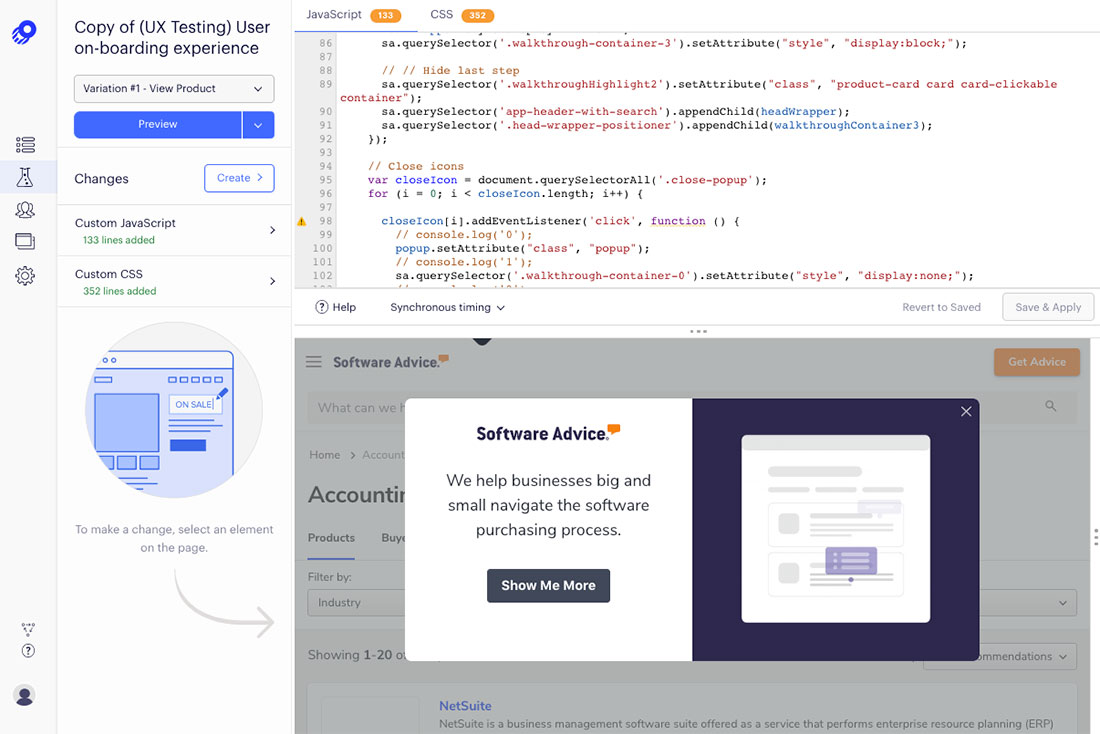 Copy of (UX Testing) User
on-boarding experience
Variation #1 - View Product
Preview
Changes
Create
Custom JavaScript
133 lines added
Custom CSS
352 lines added
ON SALE
To make a change, select an element
on the page.
JavaScript 133 CSS 352
86 sa.querySelector('.walkthrough-container-3').setAttribute("style", "display:block;");
87
88 // // Hide last step
89 sa.querySelector('.walkthroughHighlight2').setAttribute("class", "product-card card card-clickable
container");
90 sa.querySelector('app-header-with-search').appendChild(headWrapper);
91 sa.querySelector('.head-wrapper-positioner').appendChild(walkthroughContainer3);
92 });
93
94 // Close icons
95 var closeIcon = document.querySelectorAll('.close-popup');
96 for (i = 0; i < closeIcon.length; i++) {
97
98 closeIcon[i].addEventListener('click', function () {
99 // console.log('0');
100 popup.setAttribute("class", "popup");
101 // console.log('1');
102 sa.querySelector('.walkthrough-container-0').setAttribute("style", "display:none;");
? Help Synchronous timing Revert to Saved Save & Apply
Software Advice. Get Advice
What can we h
Home > Accountin
Accountin
Products Buye
Filter by:
Industry
Showing 1-20 o
mmendations
Software Advice.
We help businesses big and
small navigate the software
purchasing process.
Show Me More
NetSuite
NetSuite is a business management software suite offered as a service that performs enterprise resource planning (ERP)